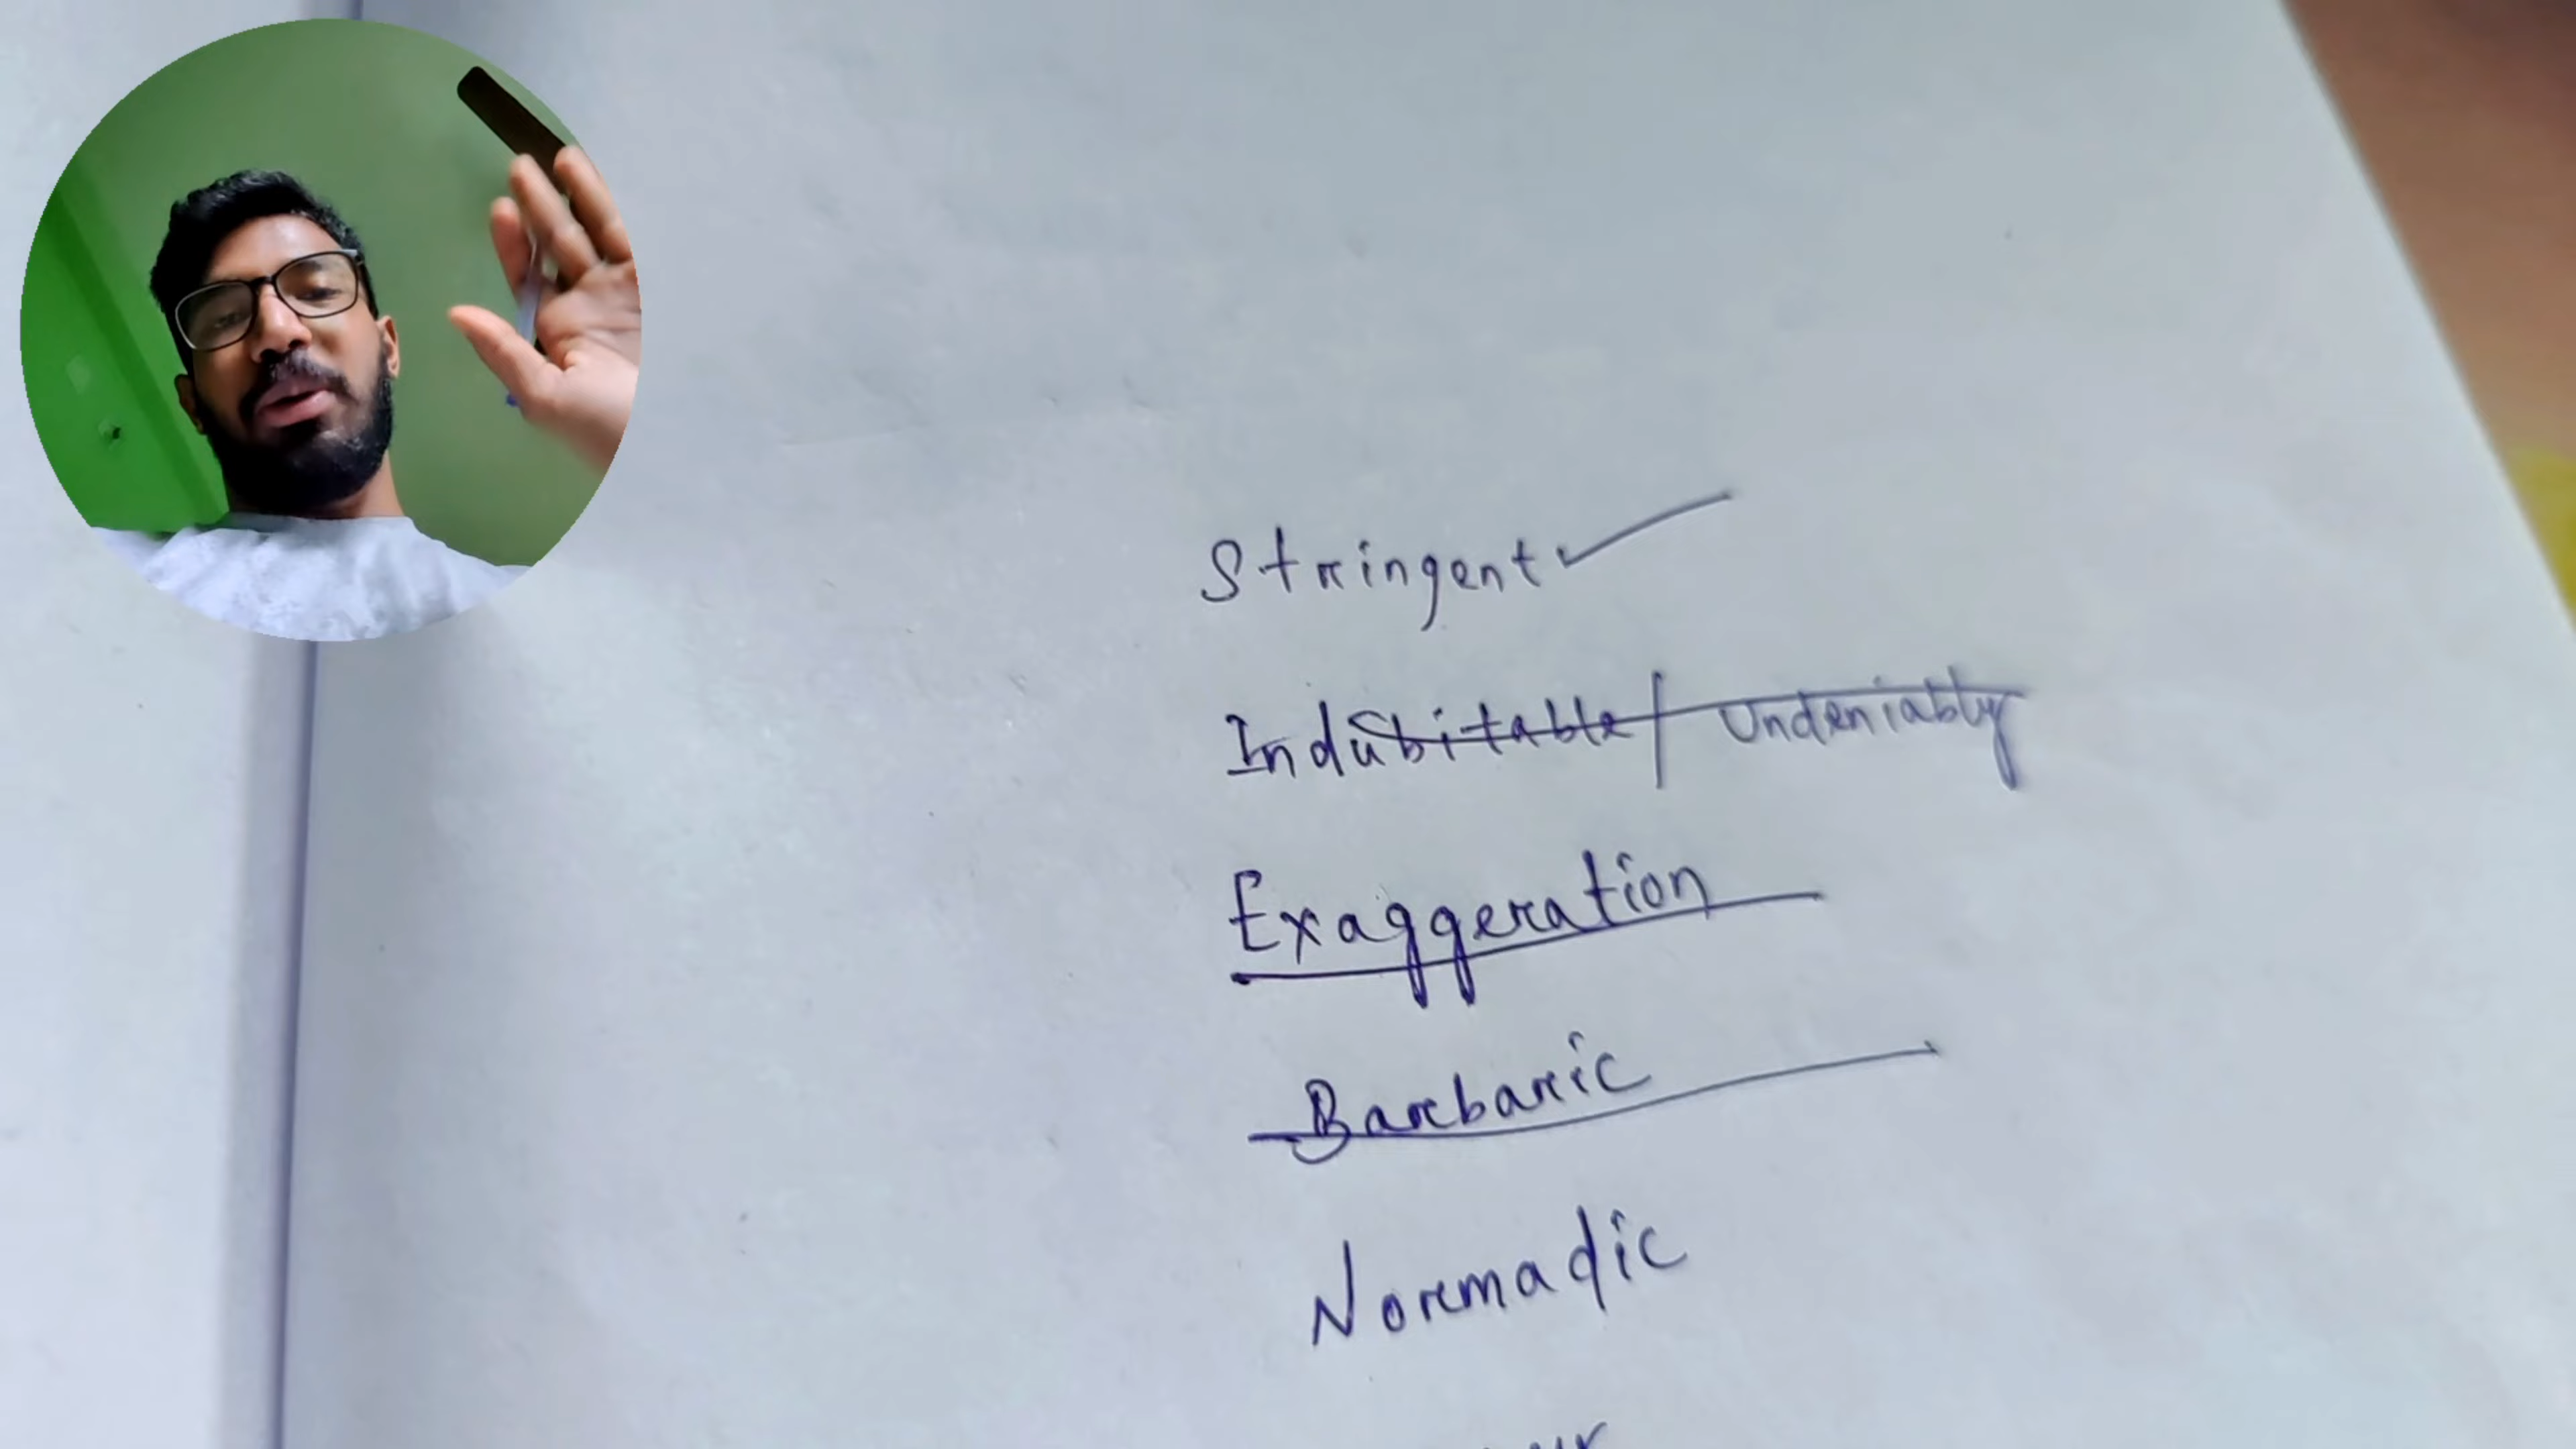 Stringent
Indubitable / Undeniably
Exaggeration
Barbaric
Normadic